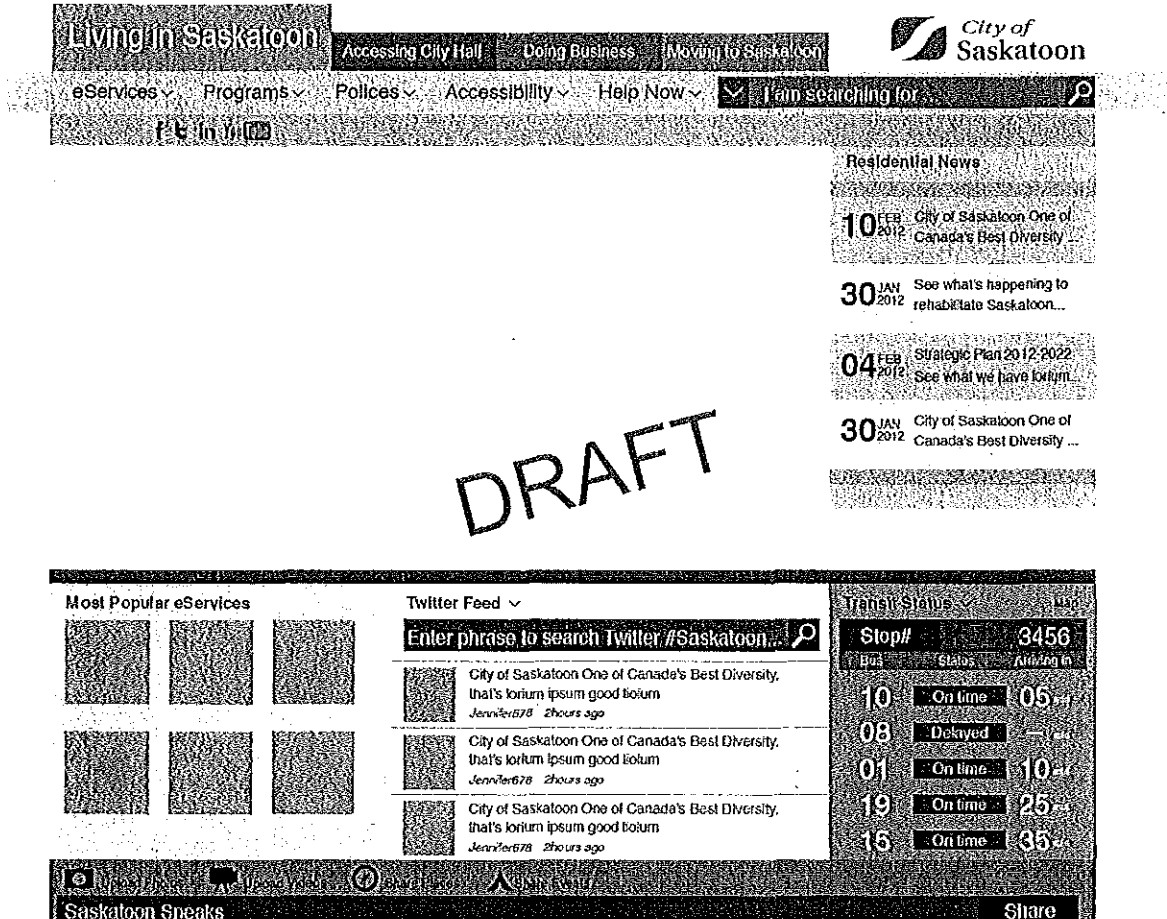 Living in Saskatoon
Accessing City Hall
Doing Business
Moving to Saskatoon
City of
Saskatoon
eServices
Programs
Polices
Accessibility
Help Now
I am searching for ...
Residential News
10 FEB 2012
City of Saskatoon One of
Canada's Best Diversity ...
30 JAN 2012
See what's happening to
rehabilitate Saskatoon...
04 FEB 2012
Strategic Plan 2012-2022
See what we have lorium...
30 JAN 2012
City of Saskatoon One of
Canada's Best Diversity ...
DRAFT
Most Popular eServices
Twitter Feed
Enter phrase to search Twitter //Saskatoon...
City of Saskatoon One of Canada's Best Diversity,
that's lorium ipsum good liolum
Jennifer678 2hours ago
City of Saskatoon One of Canada's Best Diversity,
that's lorium ipsum good liolum
Jennifer678 2hours ago
City of Saskatoon One of Canada's Best Diversity,
that's lorium ipsum good liolum
Jennifer678 2hours ago
Transit Status
Map
Stop# 3456
Bus Status Arriving in
10 On time 05
08 Delayed —
01 On time 10
19 On time 25
15 On time 35
Upload Photos
Upload Videos
Saskatoon Speaks
Share